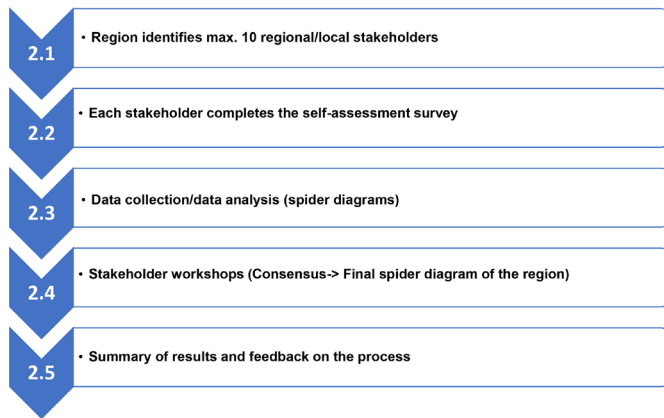 2.1
• Region identifies max. 10 regional/local stakeholders
2.2
• Each stakeholder completes the self-assessment survey
2.3
• Data collection/data analysis (spider diagrams)
2.4
• Stakeholder workshops (Consensus-> Final spider diagram of the region)
2.5
• Summary of results and feedback on the process